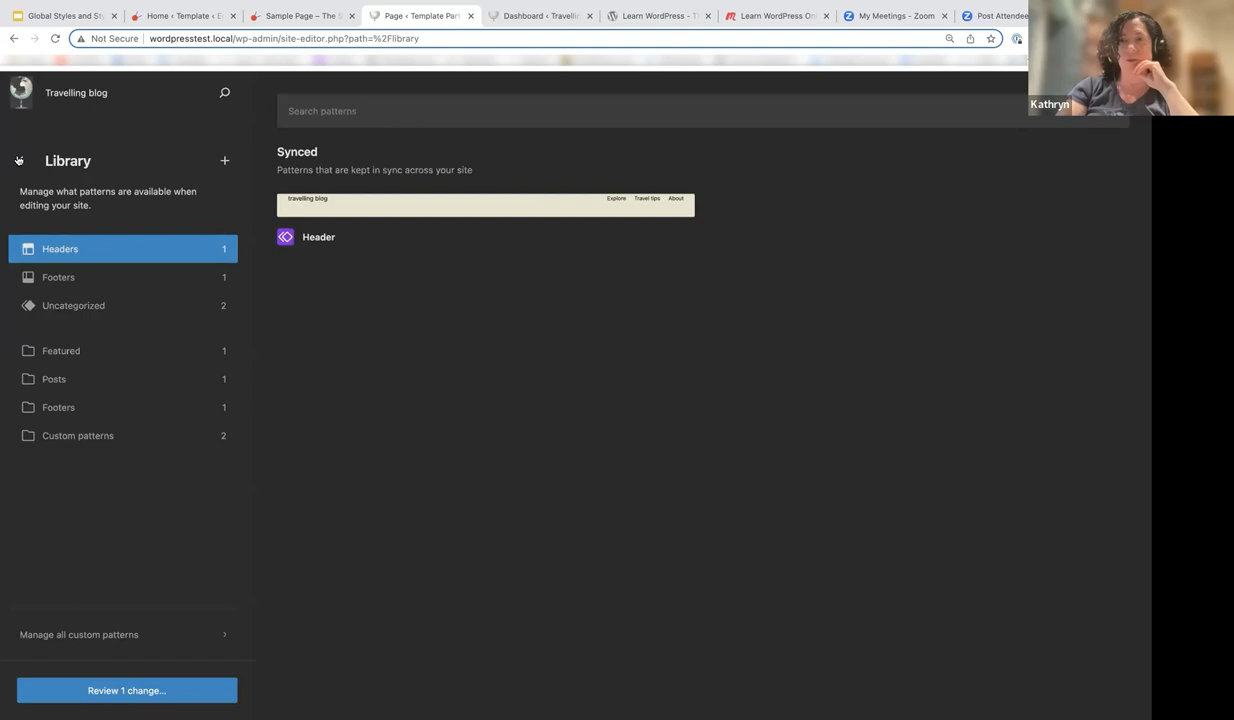 Global Styles and Sty
Home ‹ Template ‹ E
Sample Page – The S
Page ‹ Template Part
Dashboard ‹ Travellin
Learn WordPress – T
Learn WordPress Onl
My Meetings - Zoom
Post Attendee
Not Secure
wordpresstest.local/wp-admin/site-editor.php?path=%2Flibrary
Kathryn
Travelling blog
Library
Manage what patterns are available when
editing your site.
Headers 1
Footers 1
Uncategorized 2
Featured 1
Posts 1
Footers 1
Custom patterns 2
Manage all custom patterns
Review 1 change...
Search patterns
Synced
Patterns that are kept in sync across your site
travelling blog
Explore Travel tips About
Header